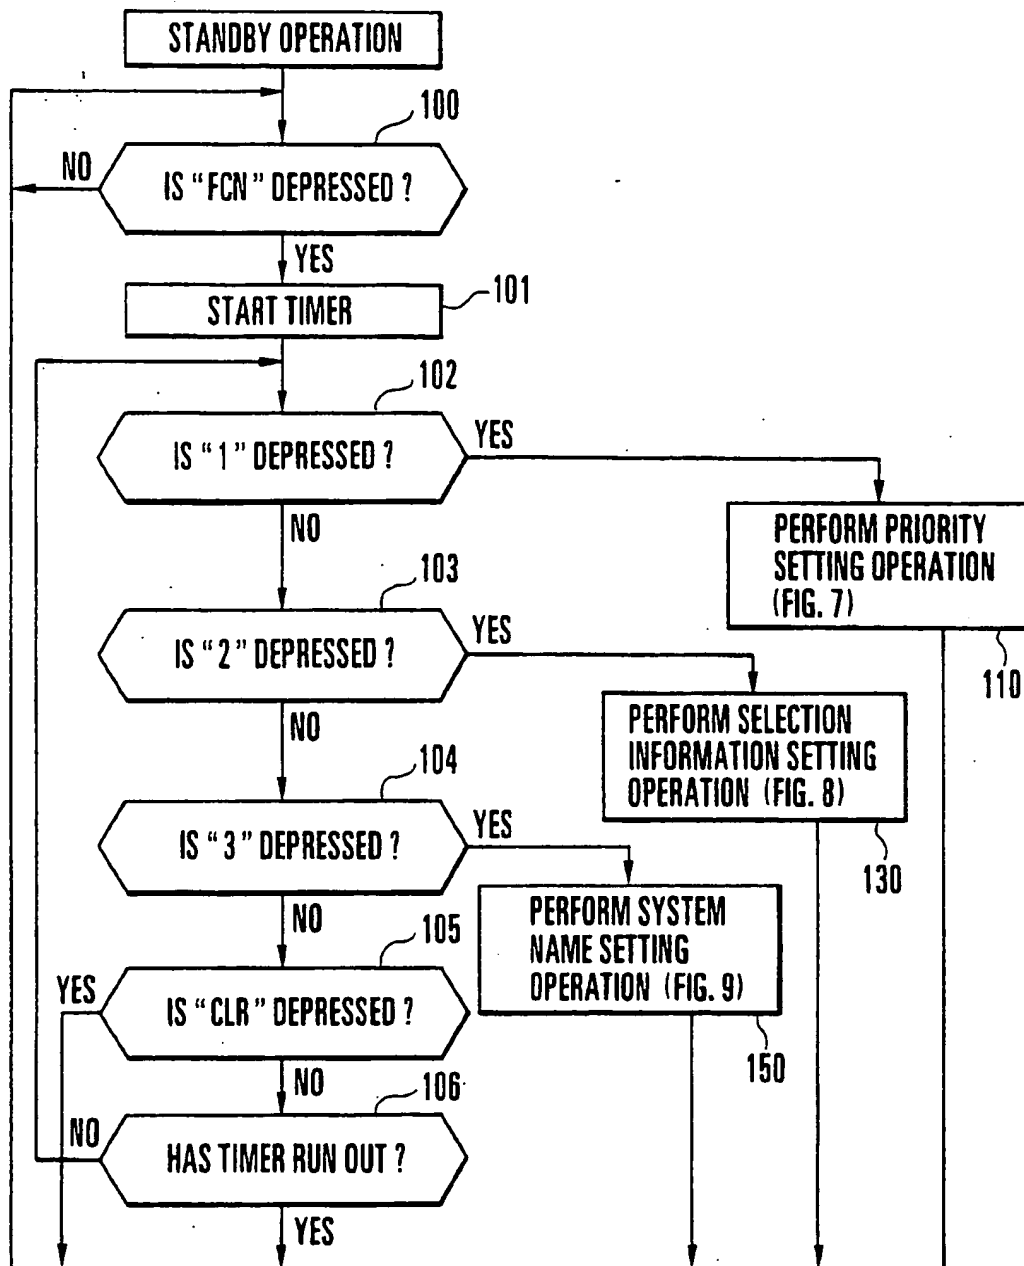 STANDBY OPERATION
100
NO
IS "FCN" DEPRESSED ?
YES
START TIMER
101
102
IS "1" DEPRESSED ?
YES
NO
PERFORM PRIORITY
SETTING OPERATION
(FIG. 7)
110
103
IS "2" DEPRESSED ?
YES
NO
PERFORM SELECTION
INFORMATION SETTING
OPERATION (FIG. 8)
130
104
IS "3" DEPRESSED ?
YES
NO
PERFORM SYSTEM
NAME SETTING
OPERATION (FIG. 9)
150
105
YES
IS "CLR" DEPRESSED ?
NO
106
NO
HAS TIMER RUN OUT ?
YES